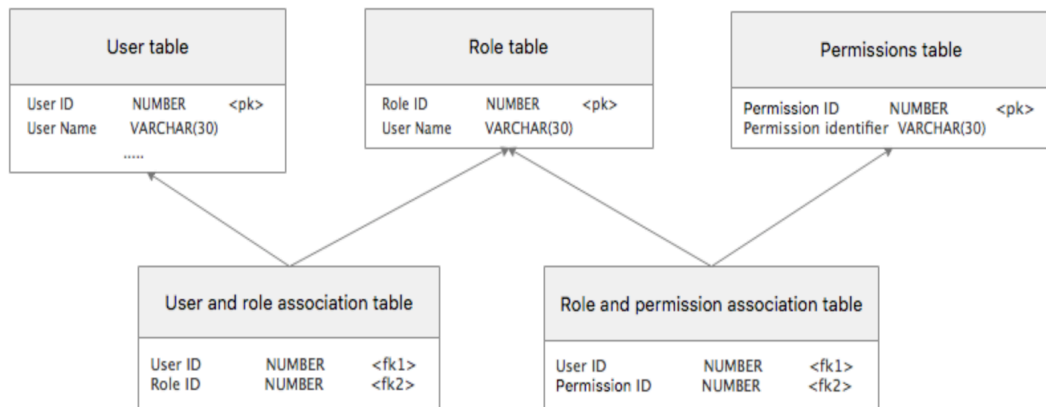 User table
User ID NUMBER <pk>
User Name VARCHAR(30)
.....
Role table
Role ID NUMBER <pk>
User Name VARCHAR(30)
Permissions table
Permission ID NUMBER <pk>
Permission identifier VARCHAR(30)
User and role association table
User ID NUMBER <fk1>
Role ID NUMBER <fk2>
Role and permission association table
User ID NUMBER <fk1>
Permission ID NUMBER <fk2>